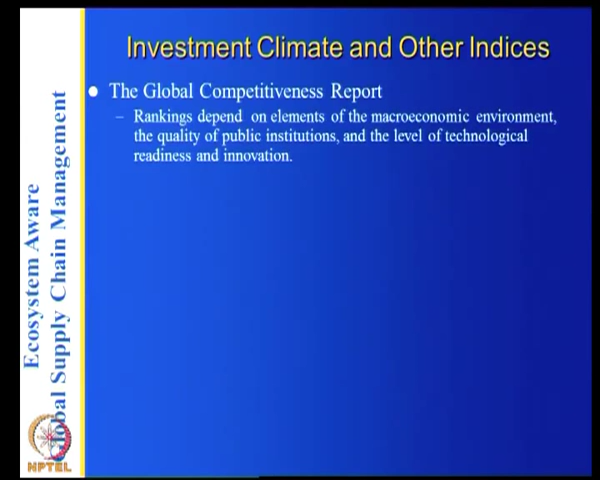 Investment Climate and Other Indices
The Global Competitiveness Report
– Rankings depend on elements of the macroeconomic environment,
the quality of public institutions, and the level of technological
readiness and innovation.
Ecosystem Aware
Global Supply Chain Management
NPTEL